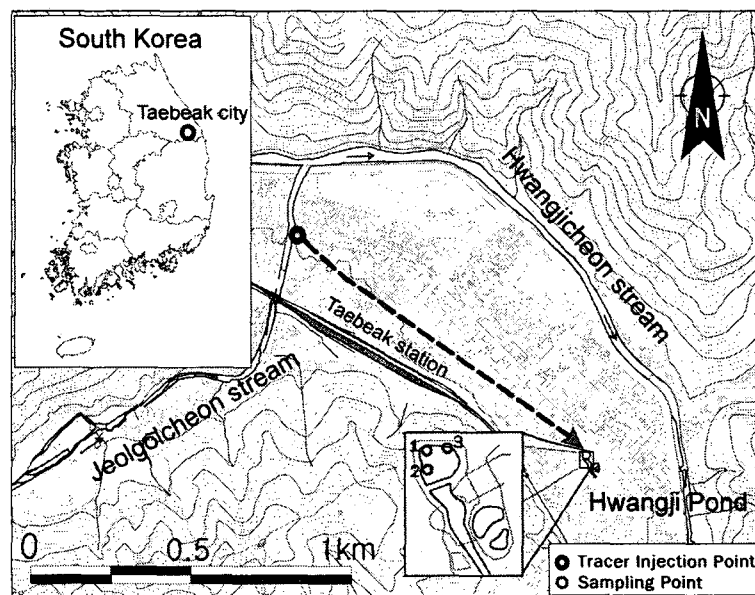 South Korea
Taebeak city
N
Hwangjicheon stream
Taebeak station
Jeolgolcheon stream
1
3
2
Hwangji Pond
0
0.5
1km
Tracer Injection Point
Sampling Point